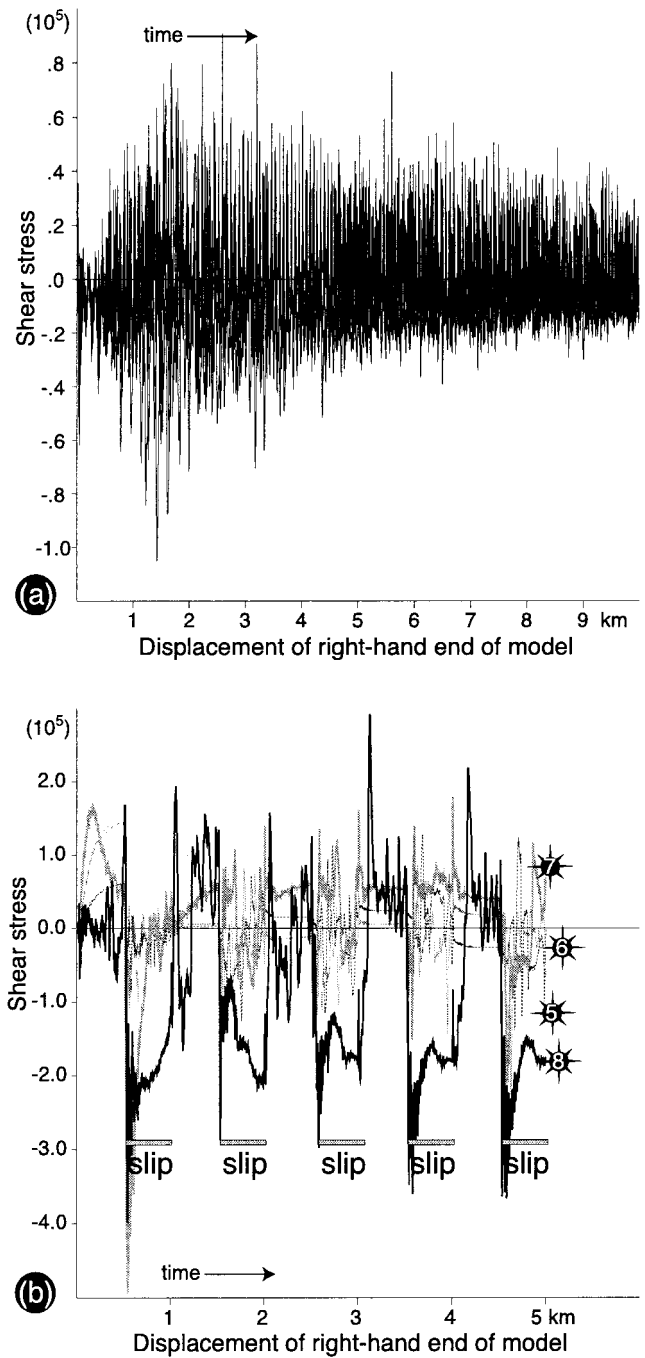 (10⁵)
time
.8
.6
.4
.2
.0
-.2
-.4
-.6
-.8
-1.0
Shear stress
(a)
1 2 3 4 5 6 7 8 9 km
Displacement of right-hand end of model
(10⁵)
2.0
1.0
0.0
-1.0
-2.0
-3.0
-4.0
Shear stress
7
6
5
8
slip slip slip slip slip
time
(b)
1 2 3 4 5 km
Displacement of right-hand end of model